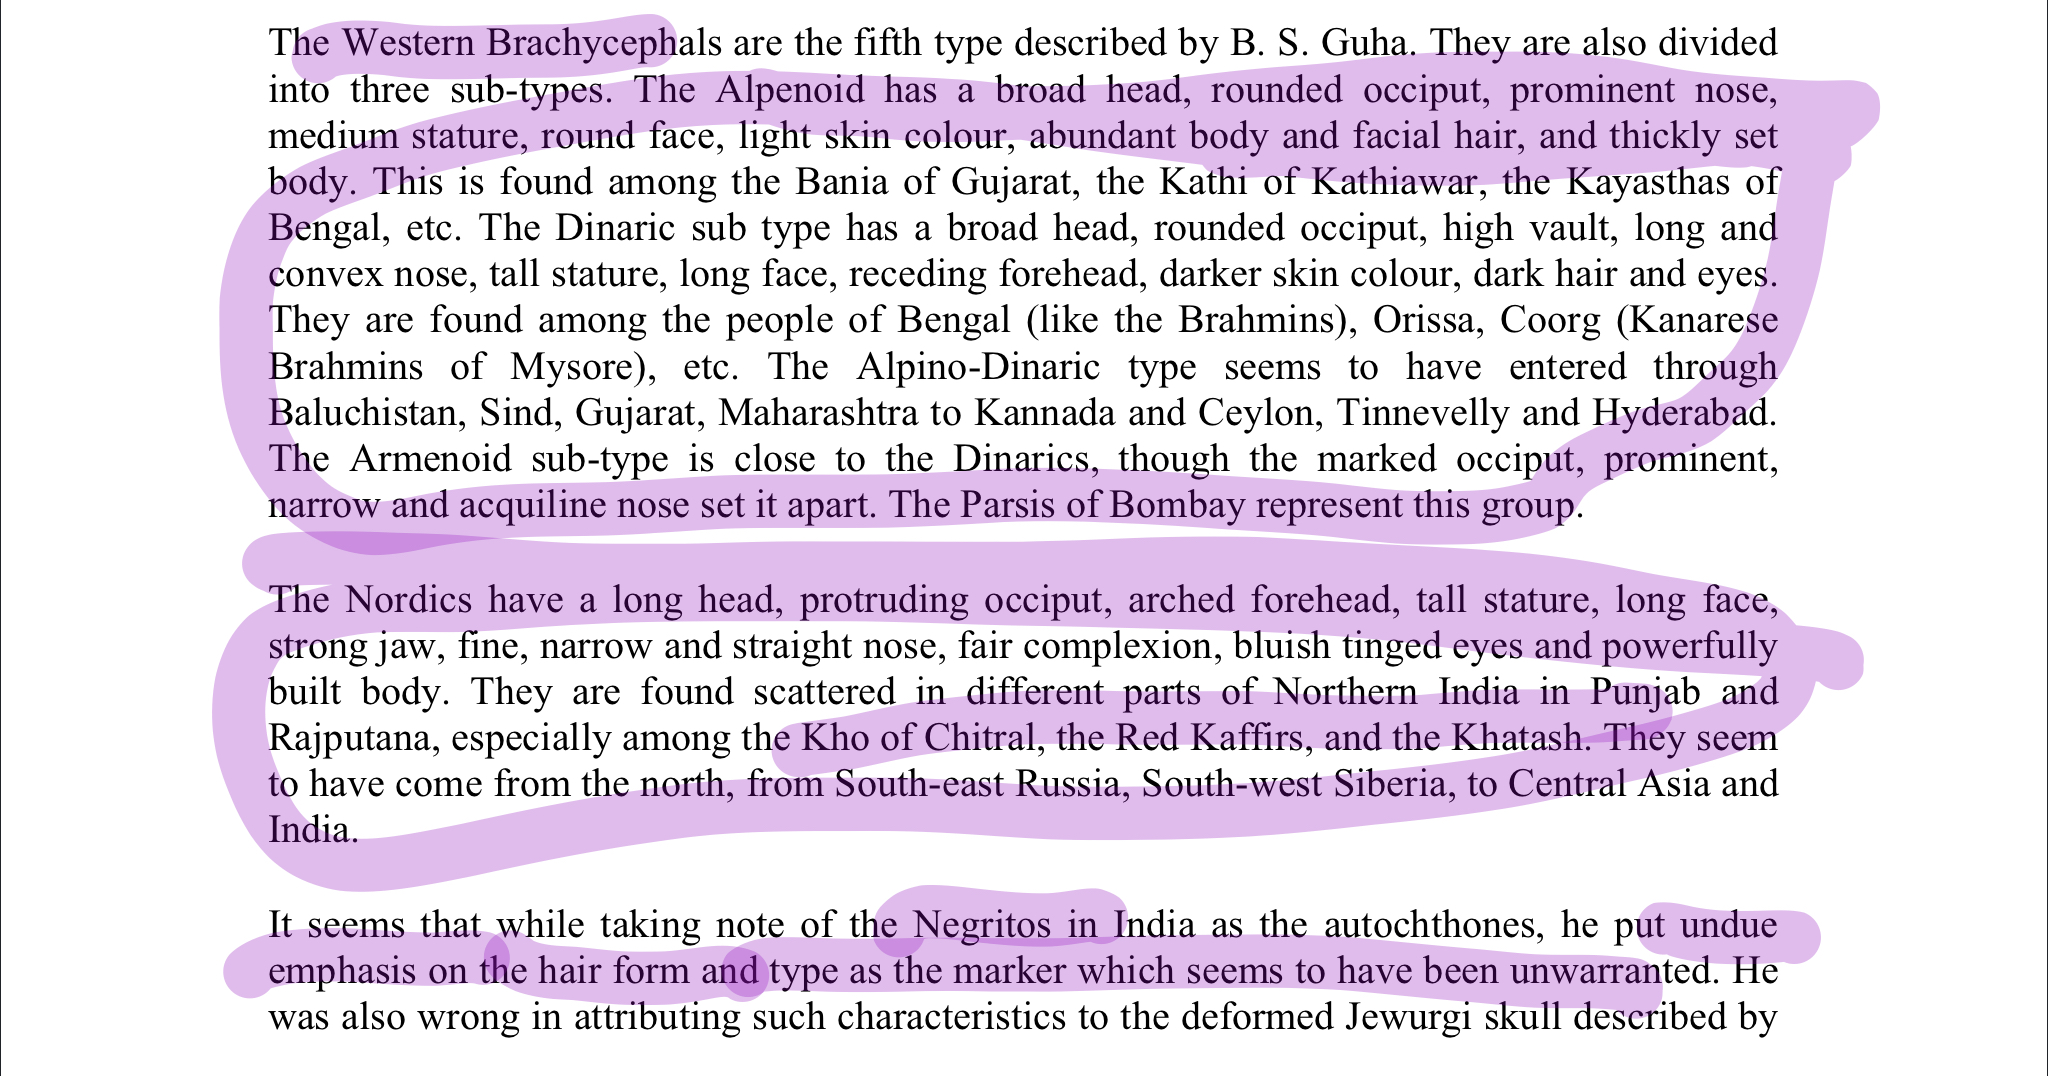 The Western Brachycephals are the fifth type described by B. S. Guha. They are also divided
into three sub-types. The Alpenoid has a broad head, rounded occiput, prominent nose,
medium stature, round face, light skin colour, abundant body and facial hair, and thickly set
body. This is found among the Bania of Gujarat, the Kathi of Kathiawar, the Kayasthas of
Bengal, etc. The Dinaric sub type has a broad head, rounded occiput, high vault, long and
convex nose, tall stature, long face, receding forehead, darker skin colour, dark hair and eyes.
They are found among the people of Bengal (like the Brahmins), Orissa, Coorg (Kanarese
Brahmins of Mysore), etc. The Alpino-Dinaric type seems to have entered through
Baluchistan, Sind, Gujarat, Maharashtra to Kannada and Ceylon, Tinnevelly and Hyderabad.
The Armenoid sub-type is close to the Dinarics, though the marked occiput, prominent,
narrow and acquiline nose set it apart. The Parsis of Bombay represent this group.
The Nordics have a long head, protruding occiput, arched forehead, tall stature, long face,
strong jaw, fine, narrow and straight nose, fair complexion, bluish tinged eyes and powerfully
built body. They are found scattered in different parts of Northern India in Punjab and
Rajputana, especially among the Kho of Chitral, the Red Kaffirs, and the Khatash. They seem
to have come from the north, from South-east Russia, South-west Siberia, to Central Asia and
India.
It seems that while taking note of the Negritos in India as the autochthones, he put undue
emphasis on the hair form and type as the marker which seems to have been unwarranted. He
was also wrong in attributing such characteristics to the deformed Jewurgi skull described by